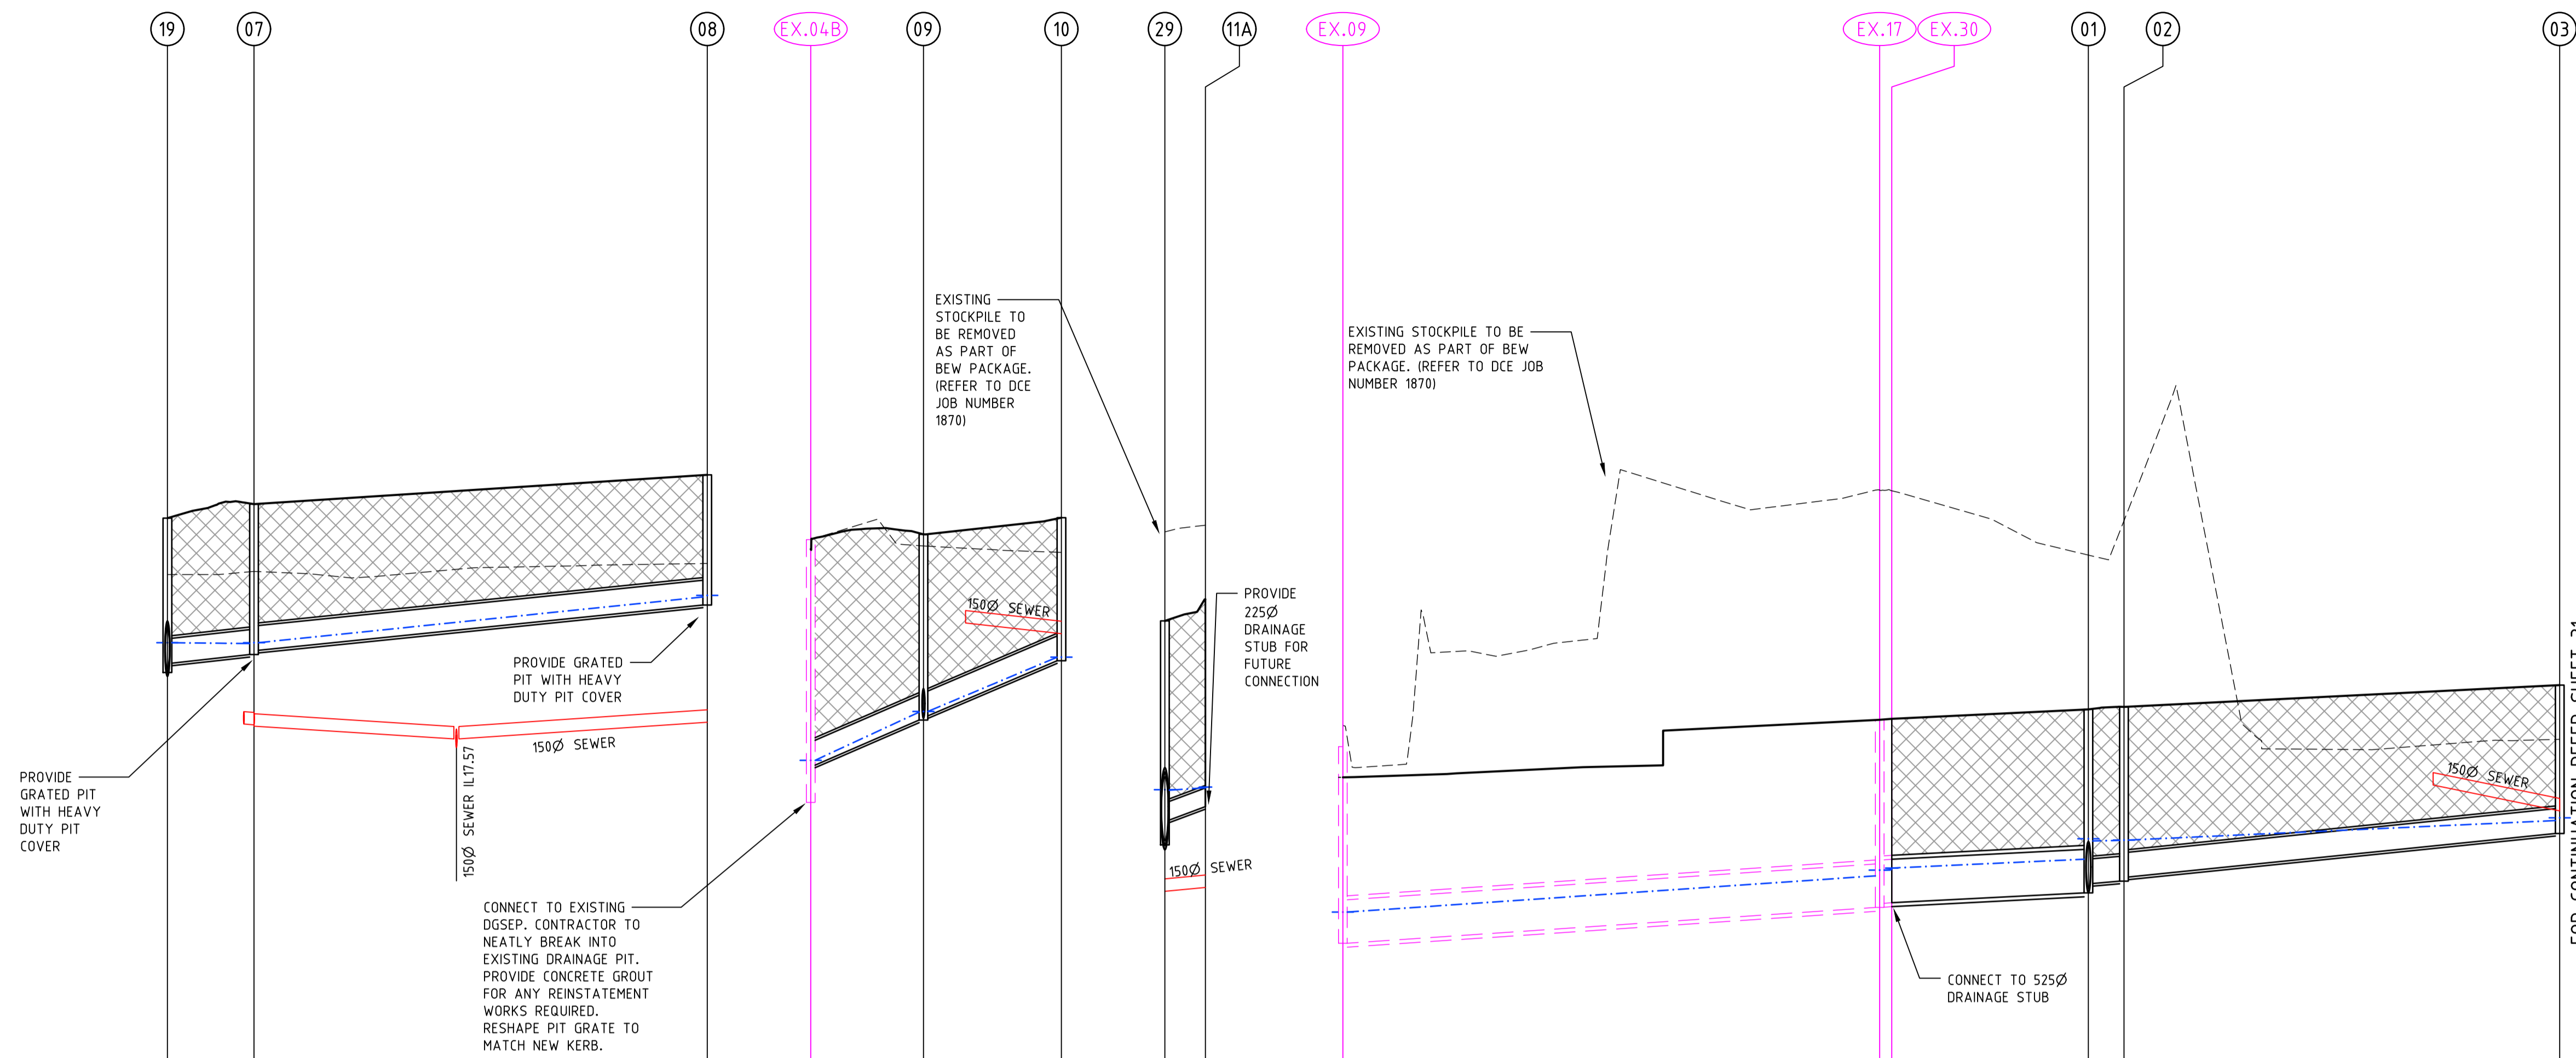 19
07
08
EX.04B
09
10
29
11A
EX.09
EX.17
EX.30
01
02
03
EXISTING
STOCKPILE TO
BE REMOVED
AS PART OF
BEW PACKAGE.
(REFER TO DCE
JOB NUMBER
1870)
EXISTING STOCKPILE TO BE
REMOVED AS PART OF BEW
PACKAGE. (REFER TO DCE JOB
NUMBER 1870)
150Ø SEWER
PROVIDE
225Ø
DRAINAGE
STUB FOR
FUTURE
CONNECTION
PROVIDE GRATED
PIT WITH HEAVY
DUTY PIT COVER
150Ø SEWER
150Ø SEWER IL17.57
PROVIDE
GRATED PIT
WITH HEAVY
DUTY PIT
COVER
150Ø SEWER
150Ø SEWER
CONNECT TO EXISTING
DGSEP. CONTRACTOR TO
NEATLY BREAK INTO
EXISTING DRAINAGE PIT.
PROVIDE CONCRETE GROUT
FOR ANY REINSTATEMENT
WORKS REQUIRED.
RESHAPE PIT GRATE TO
MATCH NEW KERB.
CONNECT TO 525Ø
DRAINAGE STUB